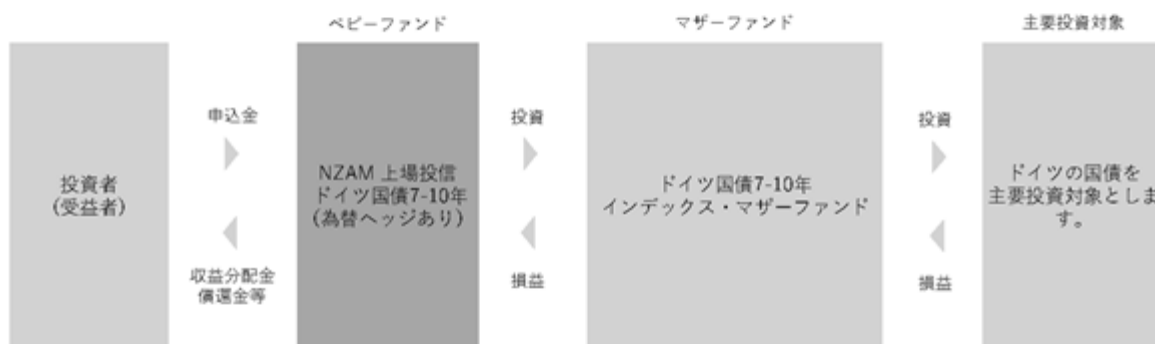 ベビーファンド
マザーファンド
主要投資対象
投資者
(受益者)
申込金
収益分配金
償還金等
NZAM 上場投信
ドイツ国債7-10年
(為替ヘッジあり)
投資
損益
ドイツ国債7-10年
インデックス・マザーファンド
投資
損益
ドイツの国債を
主要投資対象としま
す。